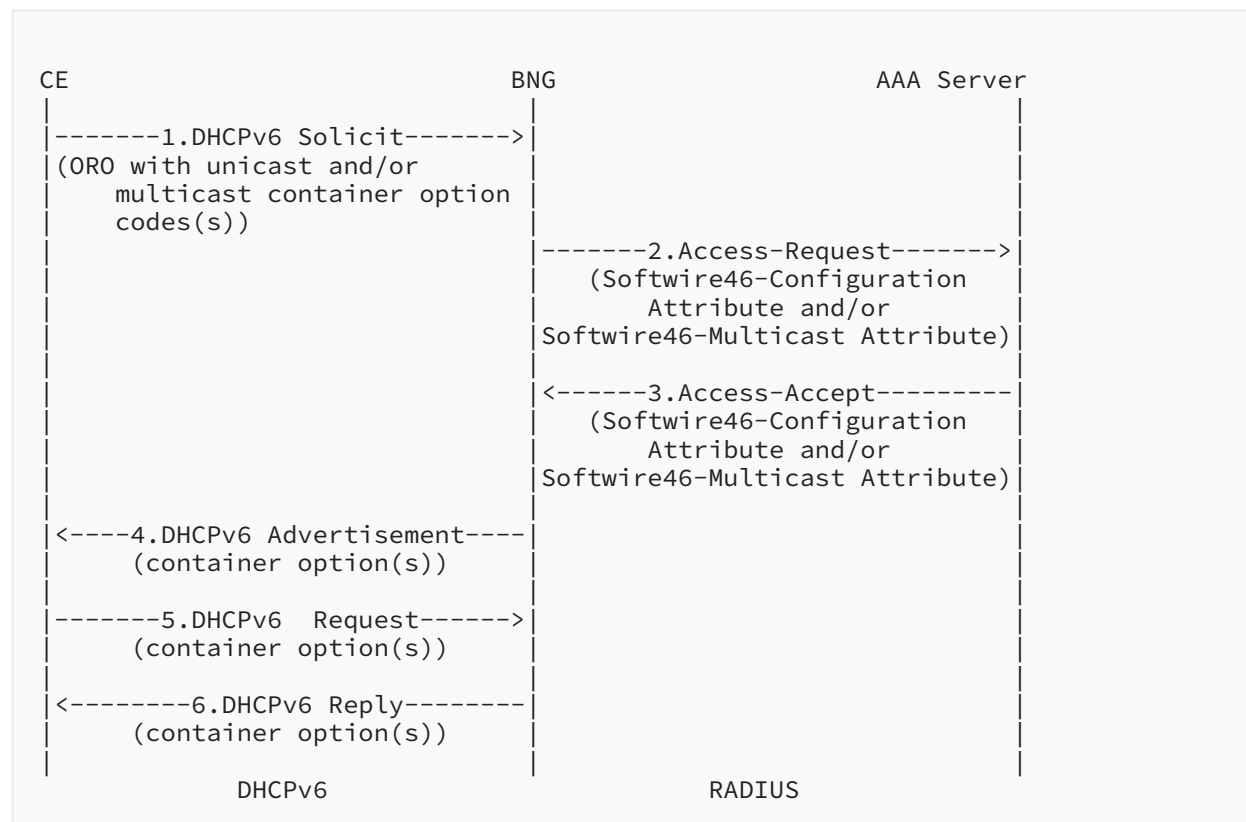 CE                             BNG                    AAA Server
|                               |                               |
|-------1.DHCPv6 Solicit------->|                               |
|(ORO with unicast and/or       |                               |
|    multicast container option |                               |
|    codes(s))                  |                               |
|                               |-------2.Access-Request------->|
|                               |   (Softwire46-Configuration   |
|                               |       Attribute and/or        |
|                               |Softwire46-Multicast Attribute)|
|                               |                               |
|                               |<------3.Access-Accept---------|
|                               |   (Softwire46-Configuration   |
|                               |       Attribute and/or        |
|                               |Softwire46-Multicast Attribute)|
|                               |                               |
|<----4.DHCPv6 Advertisement----|                               |
|     (container option(s))     |                               |
|                               |                               |
|-------5.DHCPv6  Request------>|                               |
|     (container option(s))     |                               |
|                               |                               |
|<--------6.DHCPv6 Reply--------|                               |
|     (container option(s))     |                               |
|                               |                               |
            DHCPv6                         RADIUS